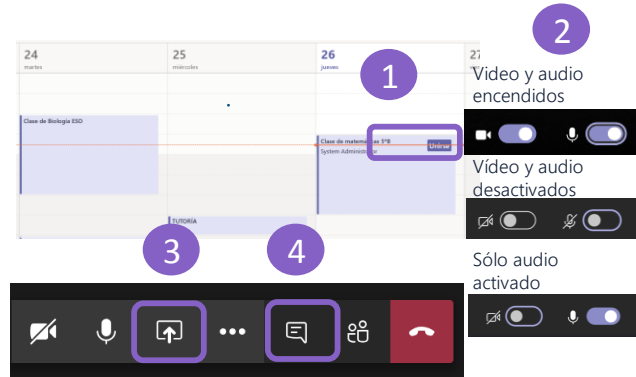 24
martes
25
miércoles
26
jueves
27
1
2
Clase de Biología ESO
Clase de matemáticas 3ºB
Unirse
System Administrator
TUTORÍA
Video y audio
encendidos
Vídeo y audio
desactivados
Sólo audio
activado
3
4